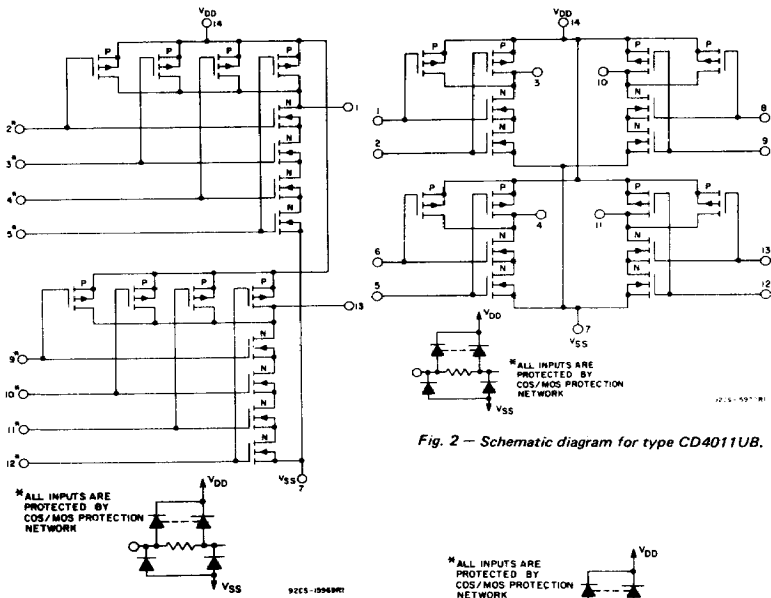 VDD
14
P P P P
N
1
2*
N
3*
N
4*
N
5*
P P P P
13
N
9*
N
10*
N
11*
N
12*
VSS
7
*ALL INPUTS ARE
PROTECTED BY
COS/MOS PROTECTION
NETWORK
VDD
VSS
92CS-15969R1
VDD
14
P P P P
3 10
1 N N 8
2 N N 9
P P P P
4 11
6 N N 13
5 N N 12
7
VSS
VDD
*ALL INPUTS ARE
PROTECTED BY
COS/MOS PROTECTION
NETWORK
VSS
Fig. 2 — Schematic diagram for type CD4011UB.
*ALL INPUTS ARE
PROTECTED BY
COS/MOS PROTECTION
NETWORK
VDD